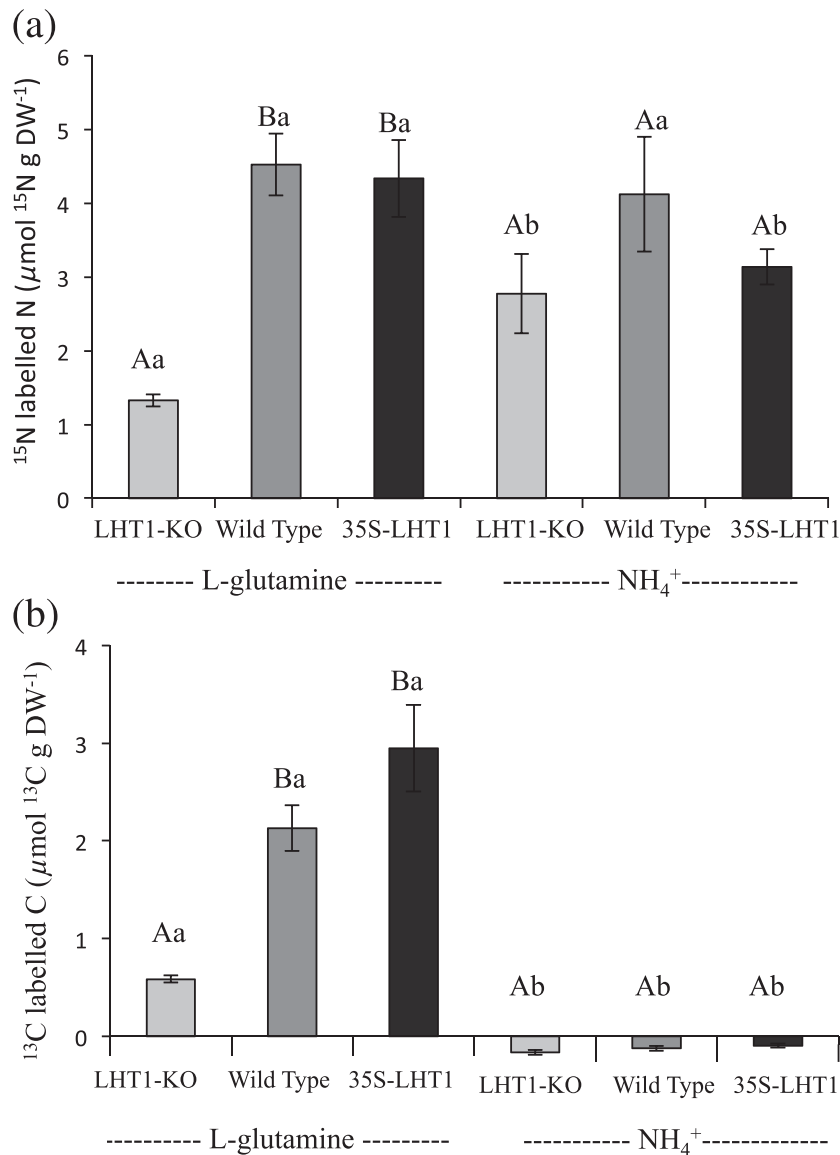 (a)
¹⁵N labelled N (µmol ¹⁵N g DW⁻¹)
6
5
4
3
2
1
0
Aa
Ba
Ba
Ab
Aa
Ab
LHT1-KO Wild Type 35S-LHT1 LHT1-KO Wild Type 35S-LHT1
-------- L-glutamine --------- ----------- NH₄⁺------------
(b)
¹³C labelled C (µmol ¹³C g DW⁻¹)
4
3
2
1
0
Aa
Ba
Ba
Ab
Ab
Ab
LHT1-KO Wild Type 35S-LHT1 LHT1-KO Wild Type 35S-LHT1
---------- L-glutamine --------- ----------- NH₄⁺-------------